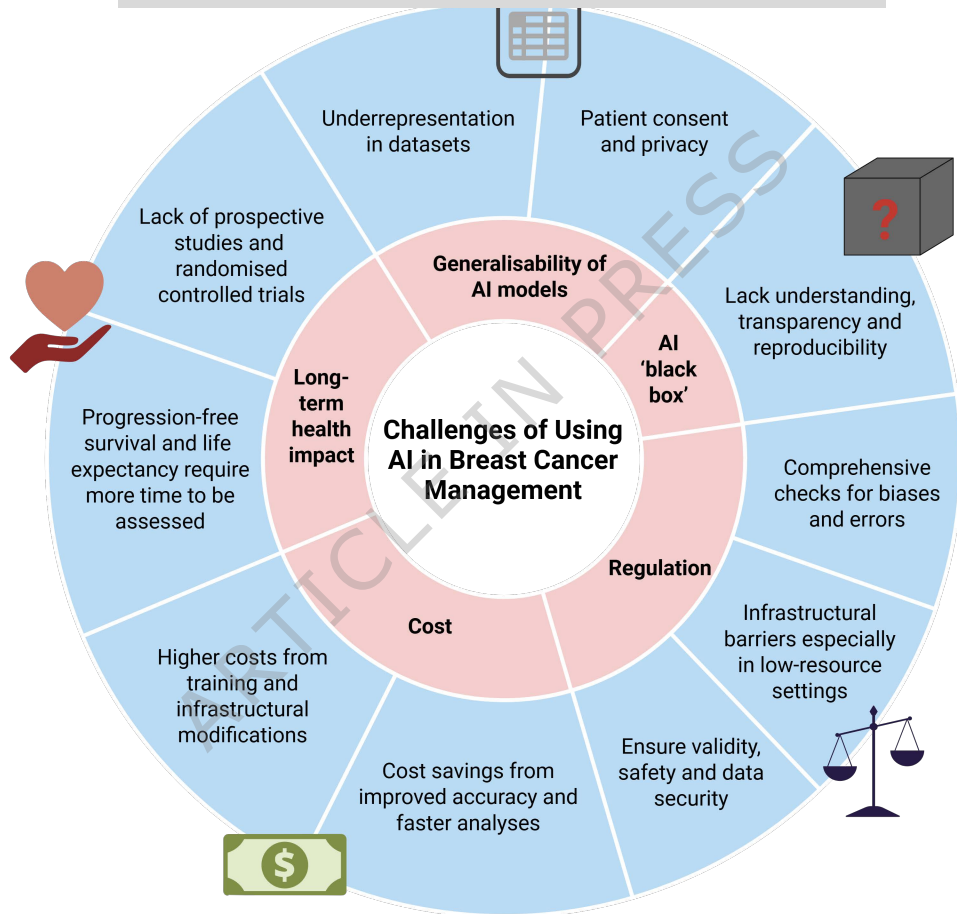 Underrepresentation
in datasets
Patient consent
and privacy
Lack of prospective
studies and
randomised
controlled trials
Generalisability of
AI models
?
Lack understanding,
transparency and
reproducibility
AI
‘black
box’
Long-
term
health
impact
Challenges of Using
AI in Breast Cancer
Management
Progression-free
survival and life
expectancy require
more time to be
assessed
Comprehensive
checks for biases
and errors
Regulation
Infrastructural
barriers especially
in low-resource
settings
Cost
Higher costs from
training and
infrastructural
modifications
Ensure validity,
safety and data
security
Cost savings from
improved accuracy and
faster analyses
$
ARTICLE IN PRESS